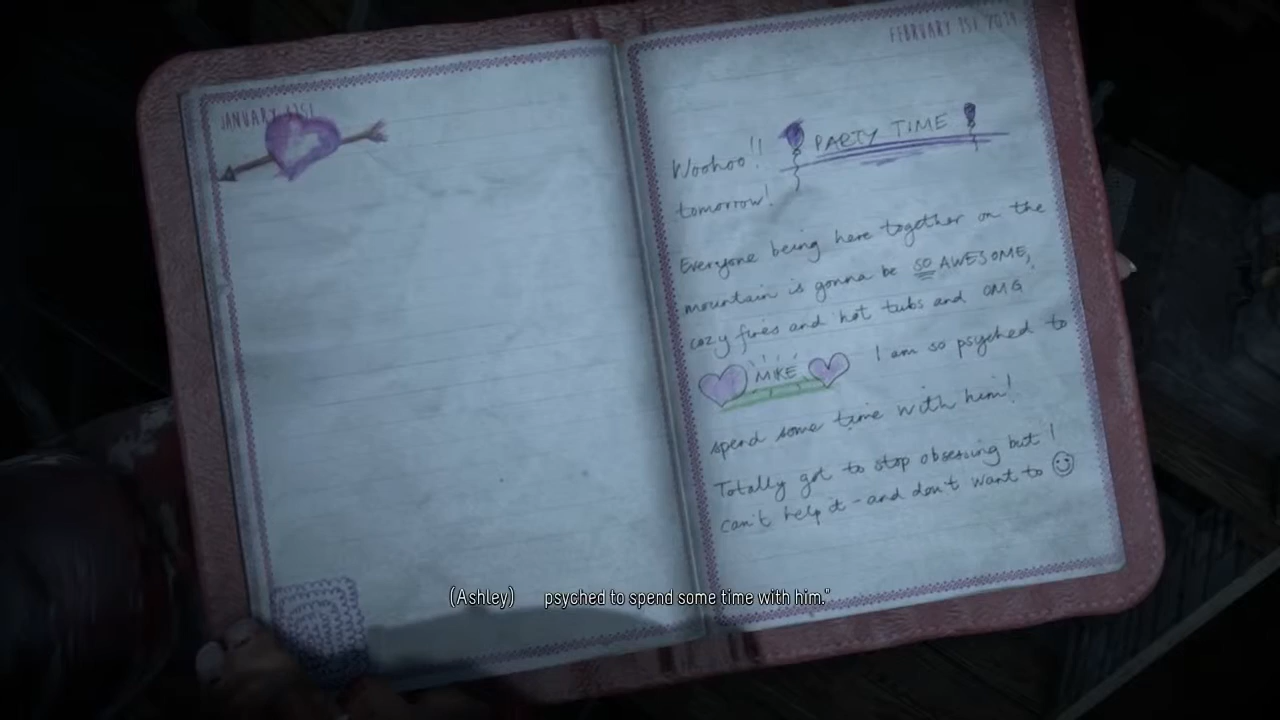 JANUARY 31ST
FEBRUARY 1ST 2014
Woohoo!! PARTY TIME
tomorrow!
Everyone being here together on the
mountain is gonna be so AWESOME,
cozy fires and hot tubs and OMG
MIKE I am so psyched to
spend some time with him!
Totally got to stop obsessing but I
can't help it - and don't want to
(Ashley) psyched to spend some time with him."